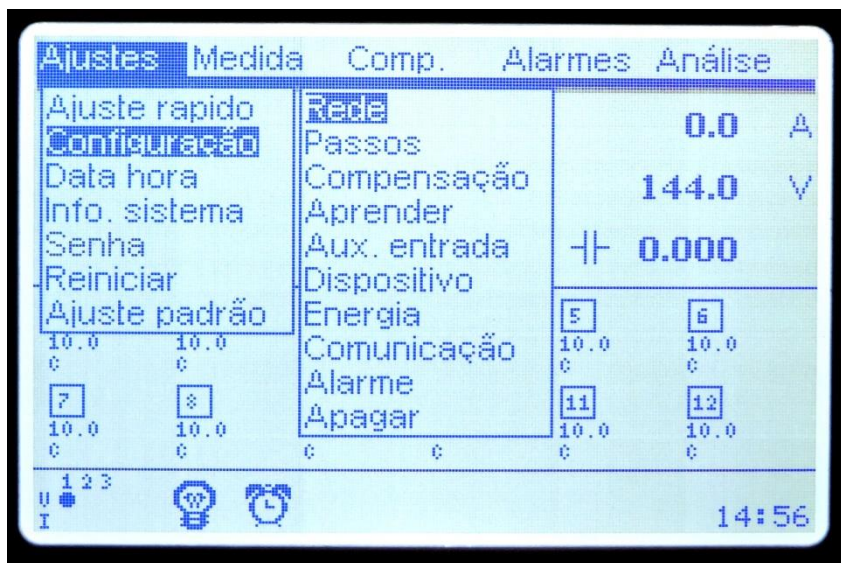 Ajustes Medida Comp. Alarmes Análise
Ajuste rapido
Configuração
Data hora
Info. sistema
Senha
Reiniciar
Ajuste padrão
Rede
Passos
Compensação
Aprender
Aux. entrada
Dispositivo
Energia
Comunicação
Alarme
Apagar
0.0 A
144.0 V
0.000
5 6
10.0 10.0 10.0 10.0
C C C C
7 8 11 12
10.0 10.0 10.0 10.0
C C C C C C
1 2 3
V
I
14:56